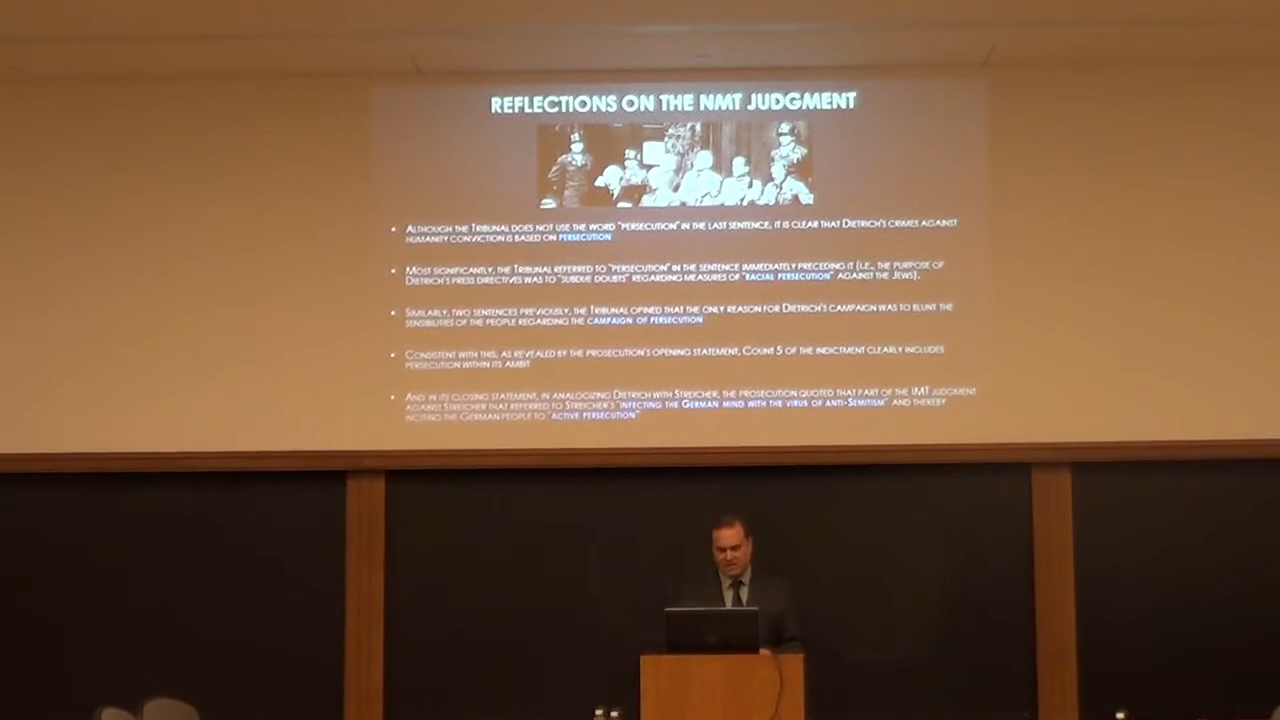 REFLECTIONS ON THE NMT JUDGMENT
• ALTHOUGH THE TRIBUNAL DOES NOT USE THE WORD "PERSECUTION" IN THE LAST SENTENCE, IT IS CLEAR THAT DIETRICH'S CRIMES AGAINST
HUMANITY CONVICTION IS BASED ON PERSECUTION
• MOST SIGNIFICANTLY, THE TRIBUNAL REFERRED TO "PERSECUTION" IN THE SENTENCE IMMEDIATELY PRECEDING IT (I.E., THE PURPOSE OF
DIETRICH'S PRESS DIRECTIVES WAS TO "SUBDUE DOUBTS" REGARDING MEASURES OF "RACIAL PERSECUTION" AGAINST THE JEWS).
• SIMILARLY, TWO SENTENCES PREVIOUSLY, THE TRIBUNAL OPINED THAT THE ONLY REASON FOR DIETRICH'S CAMPAIGN WAS TO BLUNT THE
SENSIBILITIES OF THE PEOPLE REGARDING THE CAMPAIGN OF PERSECUTION
• CONSISTENT WITH THIS, AS REVEALED BY THE PROSECUTION'S OPENING STATEMENT, COUNT 5 OF THE INDICTMENT CLEARLY INCLUDES
PERSECUTION WITHIN ITS AMBIT
• AND IN ITS CLOSING STATEMENT, IN ANALOGIZING DIETRICH WITH STREICHER, THE PROSECUTION QUOTED THAT PART OF THE IMT JUDGMENT
AGAINST STREICHER THAT REFERRED TO STREICHER'S "INFECTING THE GERMAN MIND WITH THE VIRUS OF ANTI-SEMITISM" AND THEREBY
INCITING THE GERMAN PEOPLE TO "ACTIVE PERSECUTION"